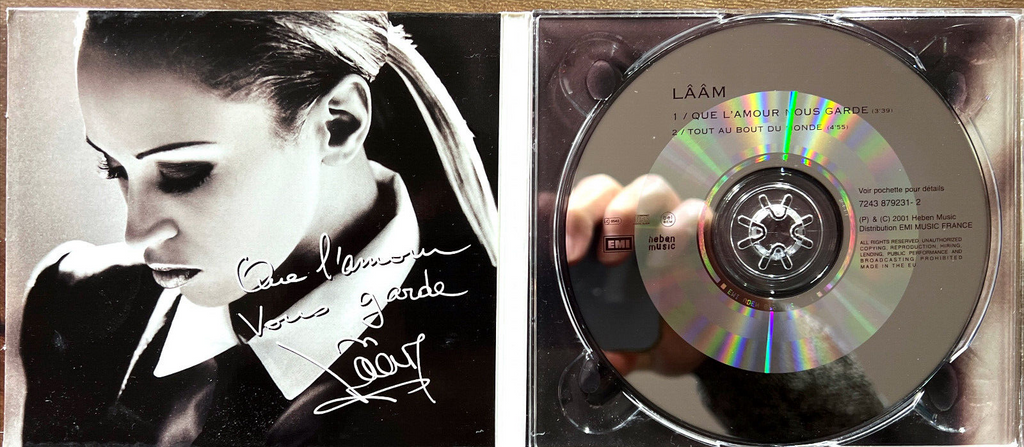 Que l'amour
Vous garde
Lââm
LÂÂM
1 / QUE L'AMOUR NOUS GARDE (3'39)
2 / TOUT AU BOUT DU MONDE (4'55)
Voir pochette pour détails
7243 879231-2
(P) & (C) 2001 Heben Music
Distribution EMI MUSIC FRANCE
ALL RIGHTS RESERVED. UNAUTHORIZED
COPYING, REPRODUCTION, HIRING,
LENDING, PUBLIC PERFORMANCE AND
BROADCASTING, PROHIBITED
MADE IN THE EU
EMI
heben
music